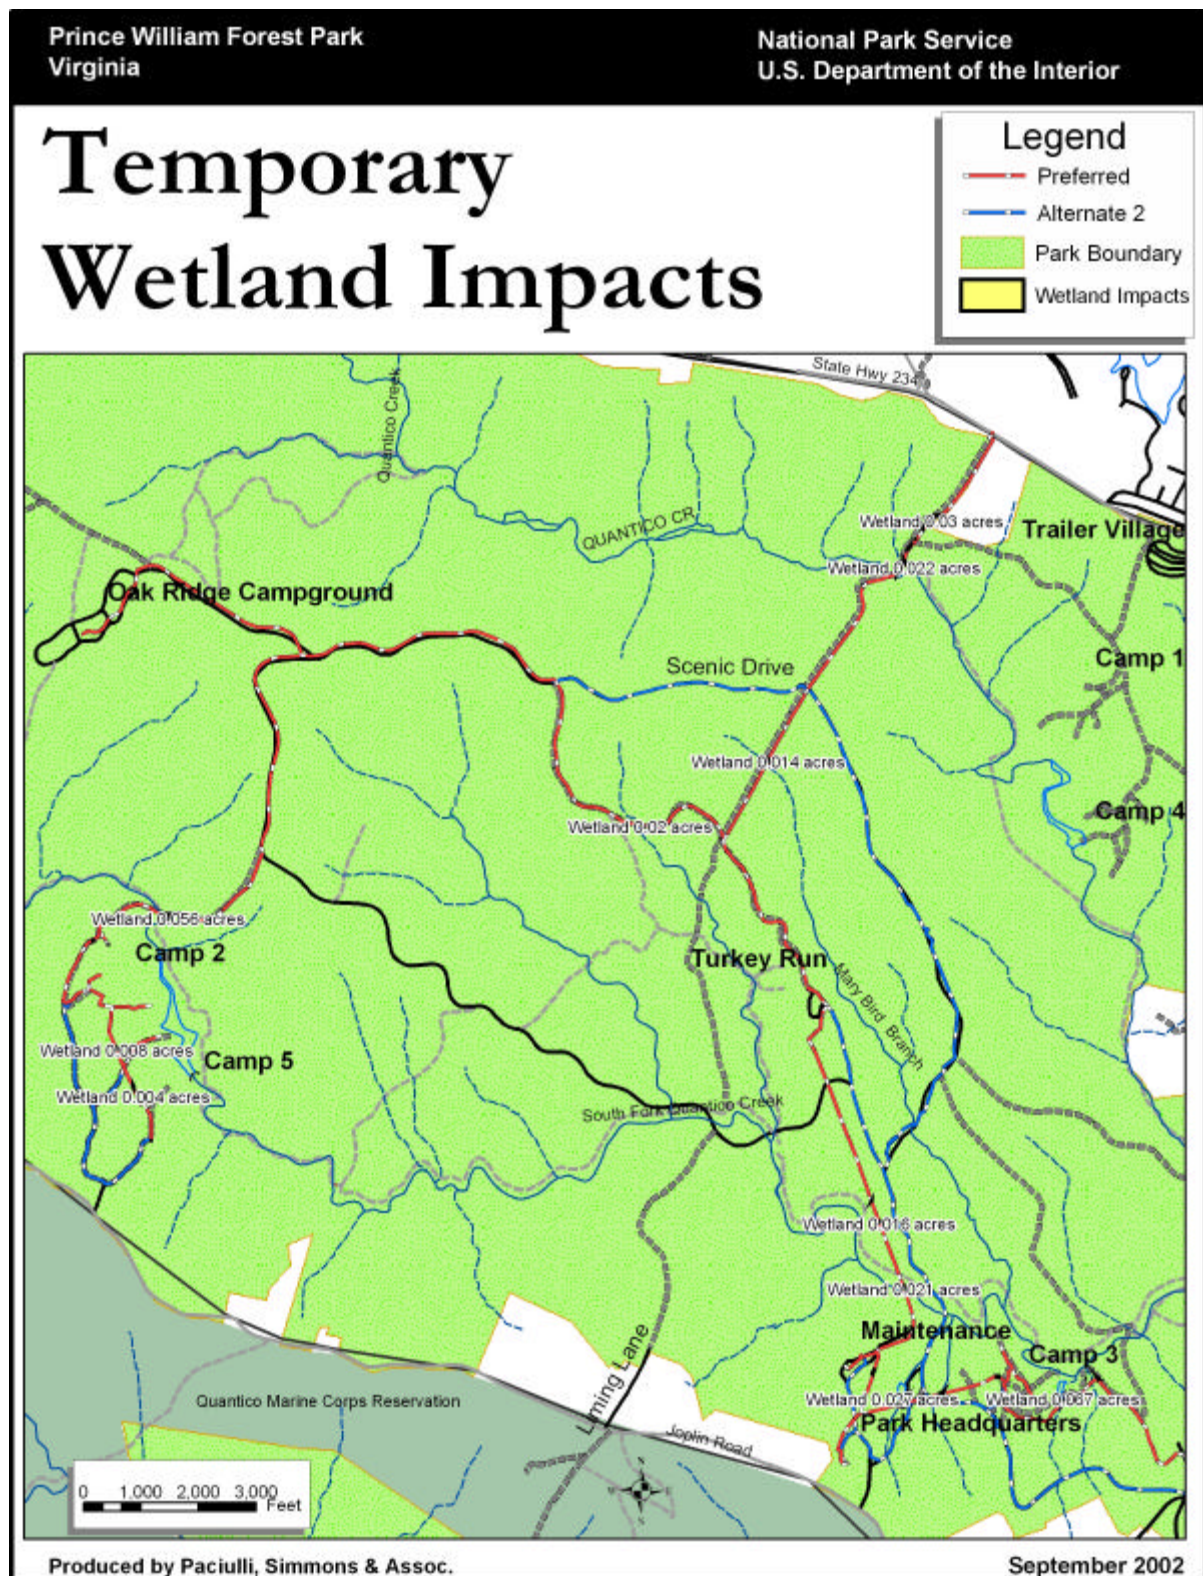 Prince William Forest Park
Virginia
National Park Service
U.S. Department of the Interior
Temporary
Wetland Impacts
Legend
Preferred
Alternate 2
Park Boundary
Wetland Impacts
State Hwy 234
Quantico Creek
QUANTICO CR
Wetland 0.03 acres
Trailer Village
Wetland 0.022 acres
Oak Ridge Campground
Camp 1
Scenic Drive
Wetland 0.014 acres
Camp 4
Wetland 0.02 acres
Wetland 0.056 acres
Camp 2
Turkey Run
Mary Bird Branch
Wetland 0.008 acres
Camp 5
Wetland 0.004 acres
South Fork Quantico Creek
Wetland 0.016 acres
Wetland 0.021 acres
Maintenance
Camp 3
Liming Lane
Quantico Marine Corps Reservation
Wetland 0.027 acres
Wetland 0.067 acres
Park Headquarters
Joplin Road
0 1,000 2,000 3,000
Feet
Produced by Paciulli, Simmons & Assoc.
September 2002